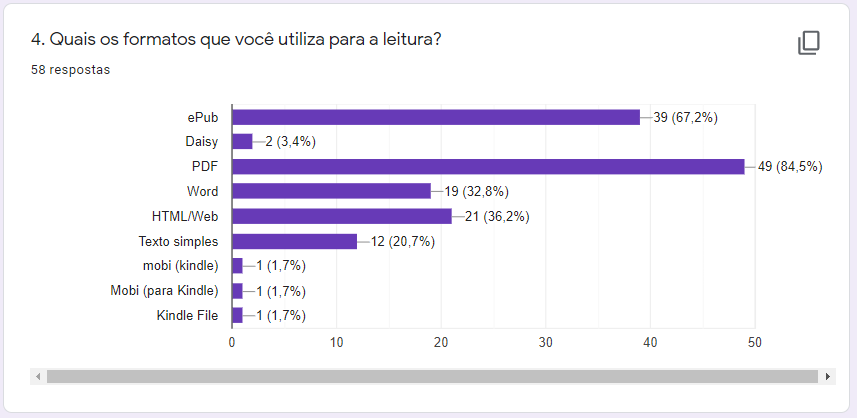 4. Quais os formatos que você utiliza para a leitura?
58 respostas
ePub 39 (67,2%)
Daisy 2 (3,4%)
PDF 49 (84,5%)
Word 19 (32,8%)
HTML/Web 21 (36,2%)
Texto simples 12 (20,7%)
mobi (kindle) 1 (1,7%)
Mobi (para Kindle) 1 (1,7%)
Kindle File 1 (1,7%)
0 10 20 30 40 50